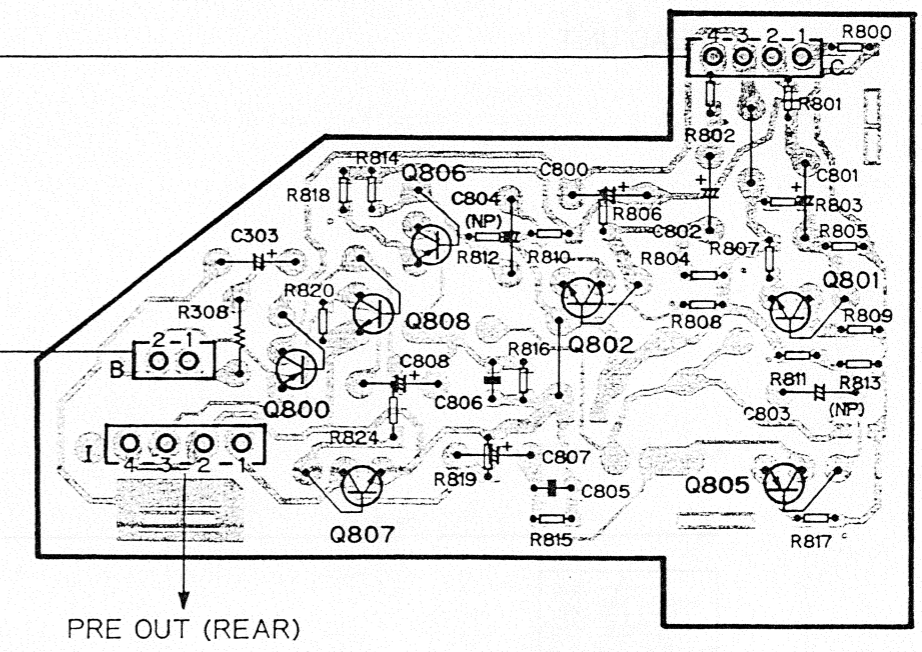 4-3-2-1
R800
C
R801
R802
R814
Q806
C800
C801
R818
C804
(NP)
R806
R803
C303
R812
R810
C802
R807
R805
R804
Q801
R308
R820
Q808
R808
R809
Q802
2-1
B
C808
R816
R811
R813
C806
Q800
C803
(NP)
R824
I
4-3-2-1
R819
C807
C805
Q805
Q807
R815
R817
PRE OUT (REAR)